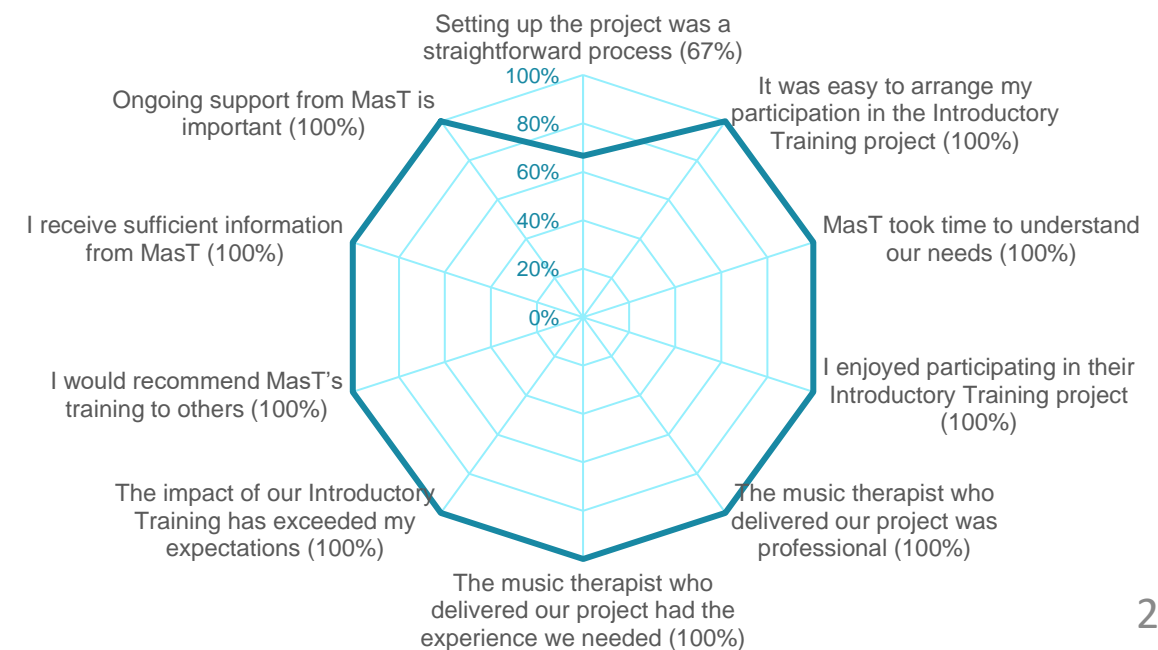 Setting up the project was a
straightforward process (67%)
It was easy to arrange my
participation in the Introductory
Training project (100%)
MasT took time to understand
our needs (100%)
I enjoyed participating in their
Introductory Training project
(100%)
The music therapist who
delivered our project was
professional (100%)
The music therapist who
delivered our project had the
experience we needed (100%)
The impact of our Introductory
Training has exceeded my
expectations (100%)
I would recommend MasT’s
training to others (100%)
I receive sufficient information
from MasT (100%)
Ongoing support from MasT is
important (100%)
100%
80%
60%
40%
20%
0%
2